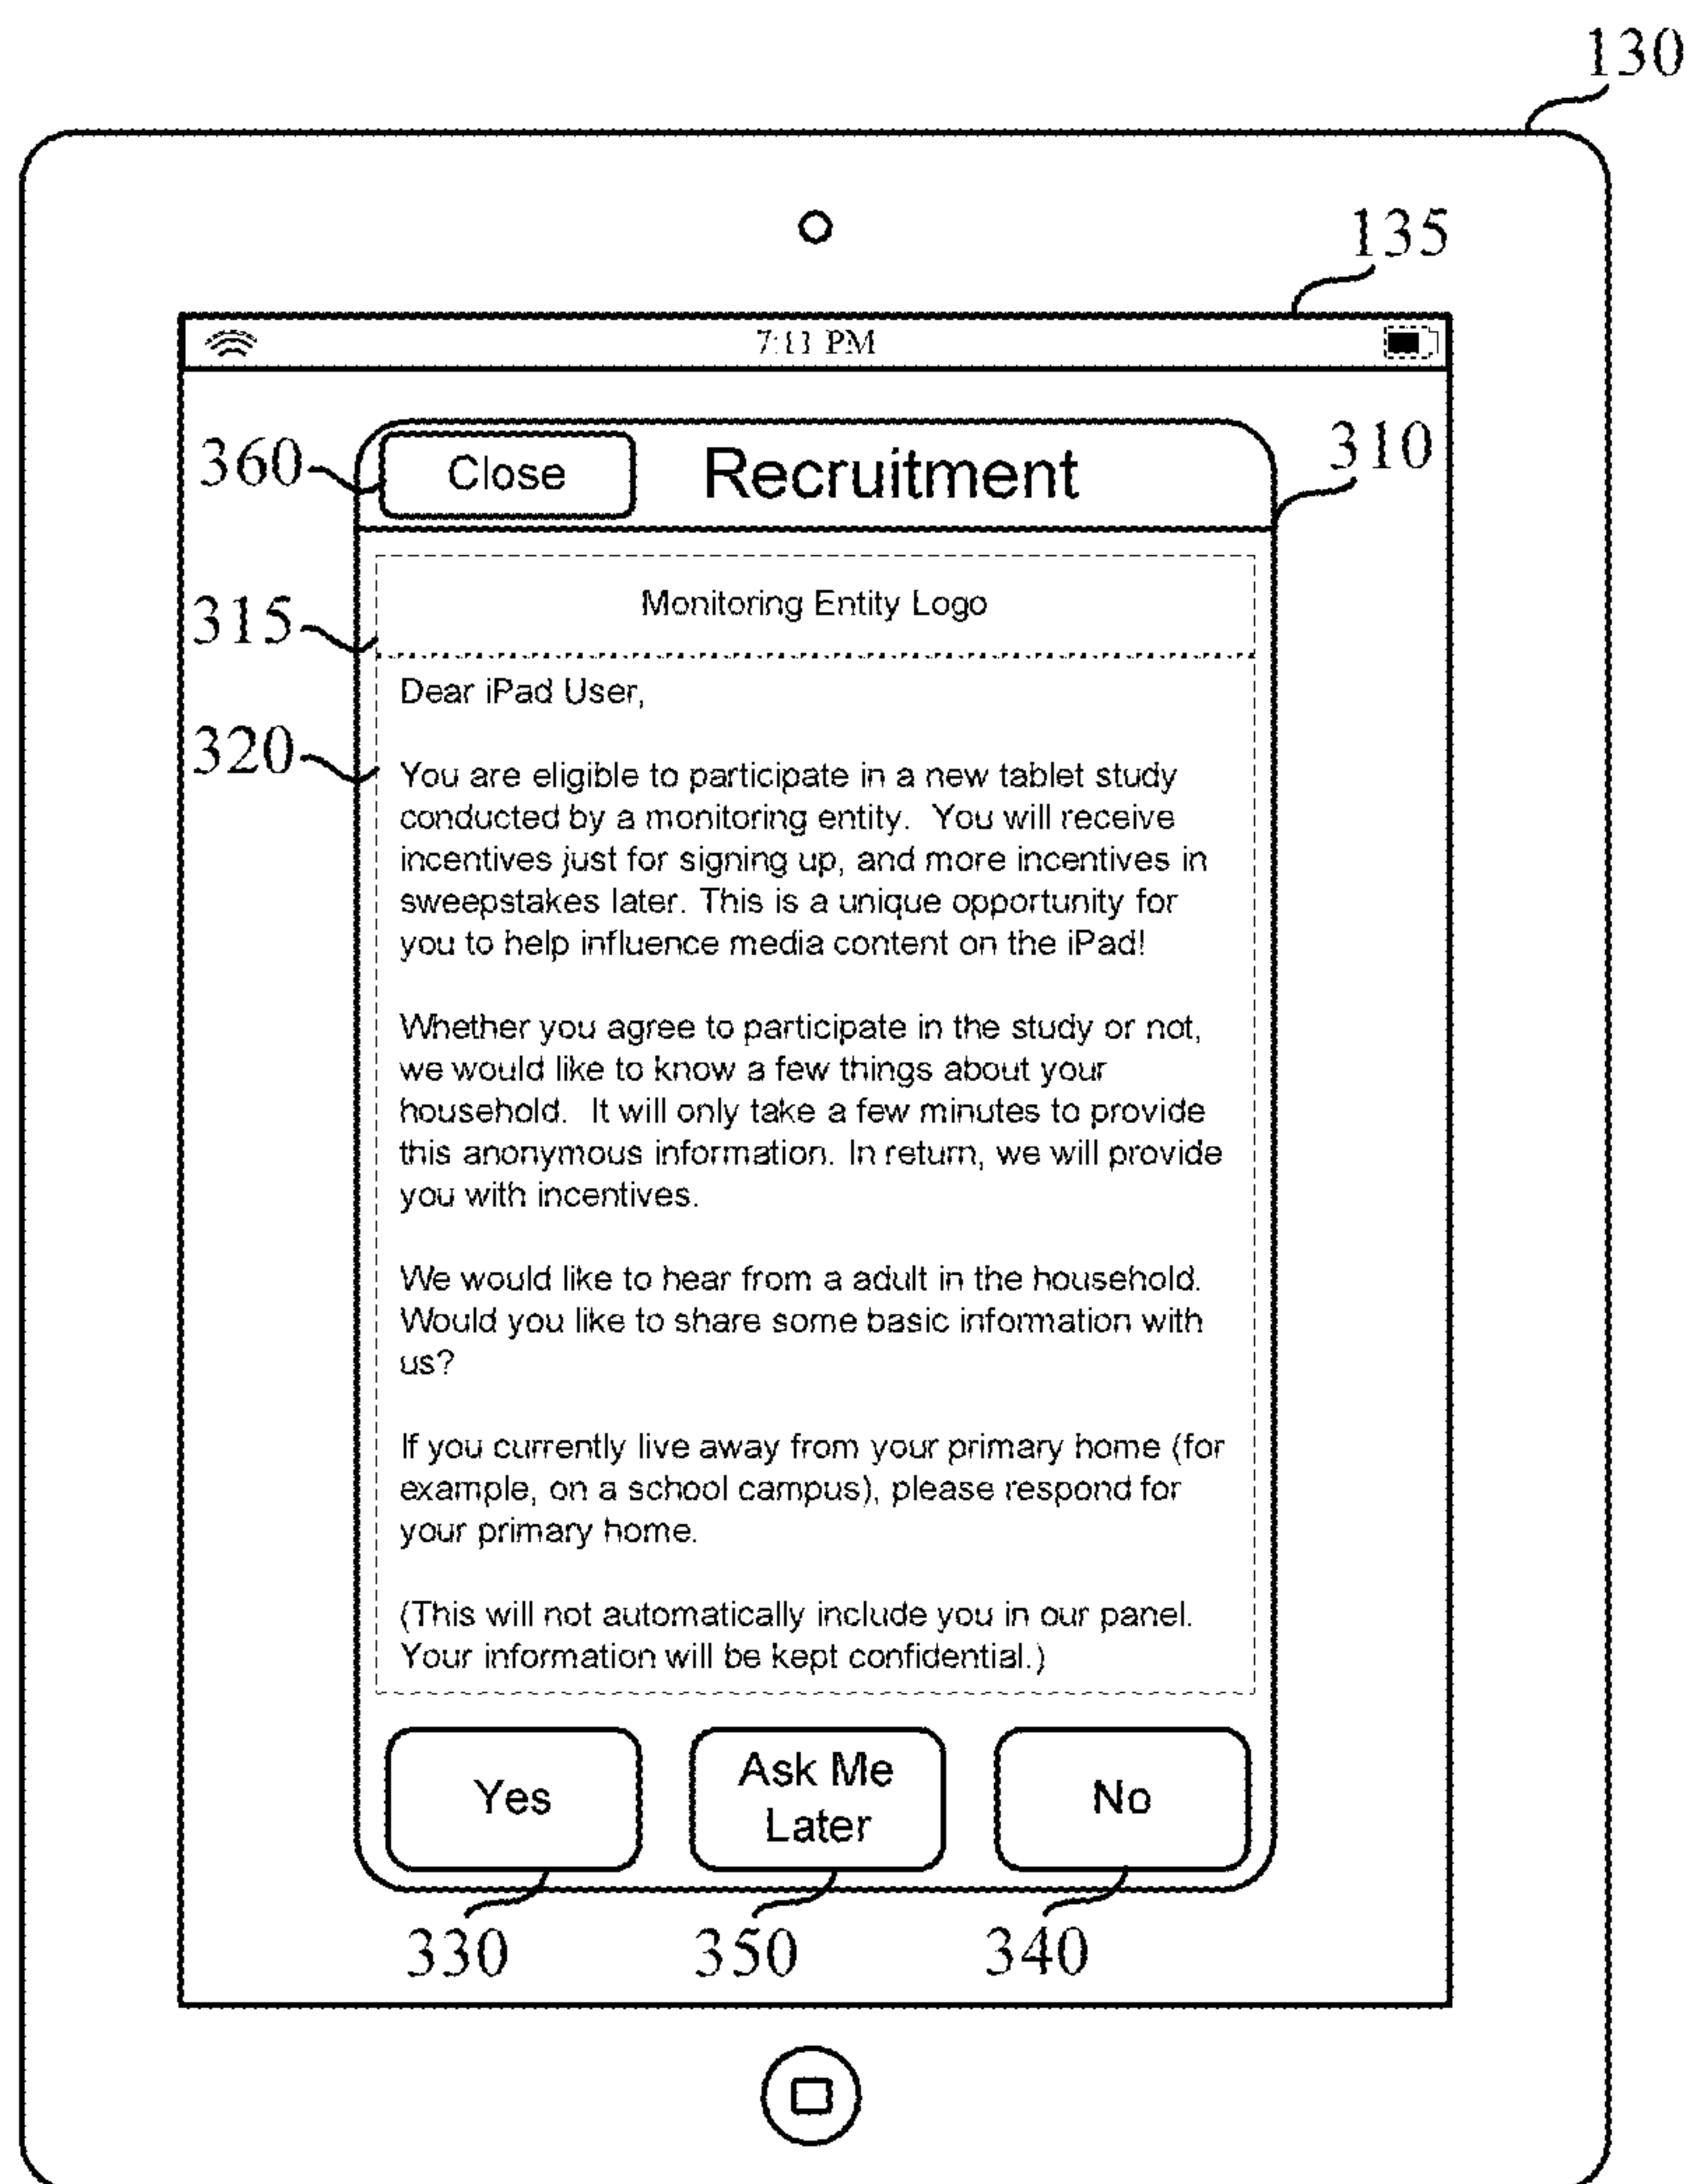 130
135
7:11 PM
360
Close
Recruitment
310
Monitoring Entity Logo
315
Dear iPad User,
320
You are eligible to participate in a new tablet study
conducted by a monitoring entity.  You will receive
incentives just for signing up, and more incentives in
sweepstakes later. This is a unique opportunity for
you to help influence media content on the iPad!
Whether you agree to participate in the study or not,
we would like to know a few things about your
household.  It will only take a few minutes to provide
this anonymous information. In return, we will provide
you with incentives.
We would like to hear from a adult in the household.
Would you like to share some basic information with
us?
If you currently live away from your primary home (for
example, on a school campus), please respond for
your primary home.
(This will not automatically include you in our panel.
Your information will be kept confidential.)
Yes
Ask Me
Later
No
330
350
340